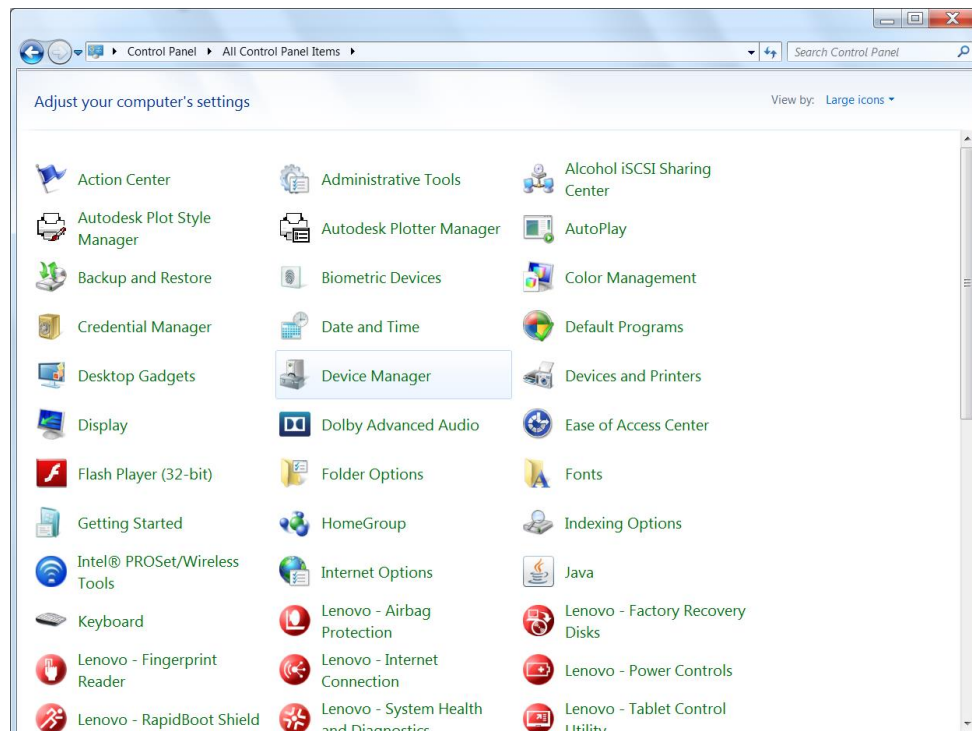 Control Panel All Control Panel Items
Search Control Panel
Adjust your computer's settings
View by: Large icons
Action Center
Administrative Tools
Alcohol iSCSI Sharing
Center
Autodesk Plot Style
Manager
Autodesk Plotter Manager
AutoPlay
Backup and Restore
Biometric Devices
Color Management
Credential Manager
Date and Time
Default Programs
Desktop Gadgets
Device Manager
Devices and Printers
Display
Dolby Advanced Audio
Ease of Access Center
Flash Player (32-bit)
Folder Options
Fonts
Getting Started
HomeGroup
Indexing Options
Intel® PROSet/Wireless
Tools
Internet Options
Java
Keyboard
Lenovo - Airbag
Protection
Lenovo - Factory Recovery
Disks
Lenovo - Fingerprint
Reader
Lenovo - Internet
Connection
Lenovo - Power Controls
Lenovo - RapidBoot Shield
Lenovo - System Health
and Diagnostics
Lenovo - Tablet Control
Utility